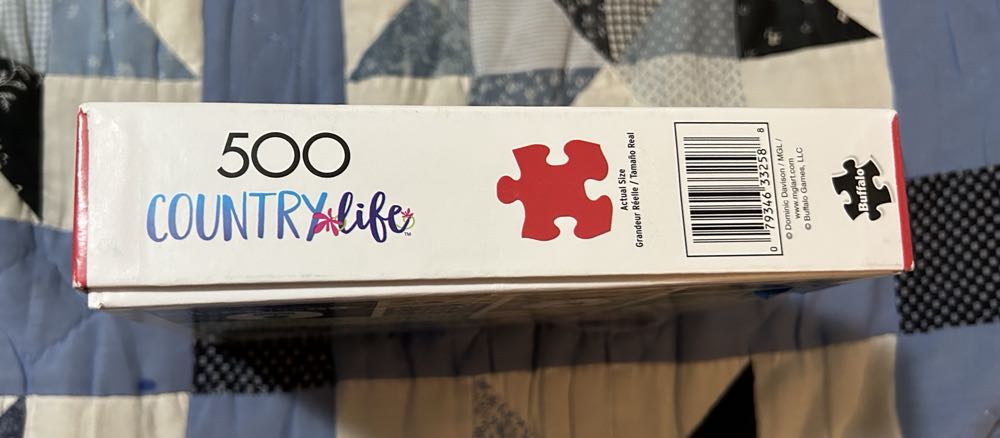 500
COUNTRY life™
Actual Size
Grandeur Réelle / Tamaño Real
0 79346 33258 8
© Dominic Davison / MGL /
www.mglart.com
© Buffalo Games, LLC
Buffalo